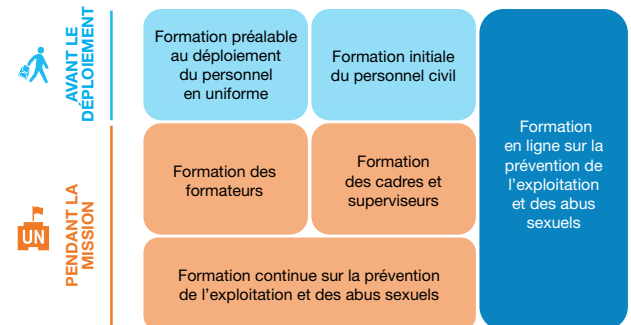 AVANT LE
DÉPLOIEMENT
Formation préalable
au déploiement
du personnel
en uniforme
Formation initiale
du personnel civil
Formation
en ligne sur la
prévention de
l'exploitation
et des abus
sexuels
UN
PENDANT LA
MISSION
Formation des
formateurs
Formation
des cadres et
superviseurs
Formation continue sur la prévention
de l'exploitation et des abus sexuels